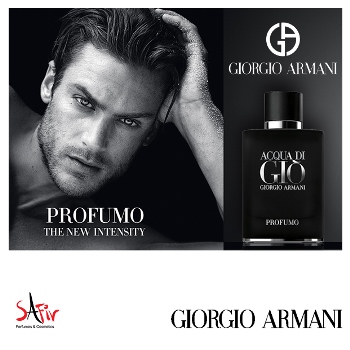 GIORGIO ARMANI
ACQUA DI
GIÒ
GIORGIO ARMANI
PROFUMO
PROFUMO
THE NEW INTENSITY
SAfir
Perfumes & Cosmetics
GIORGIO ARMANI